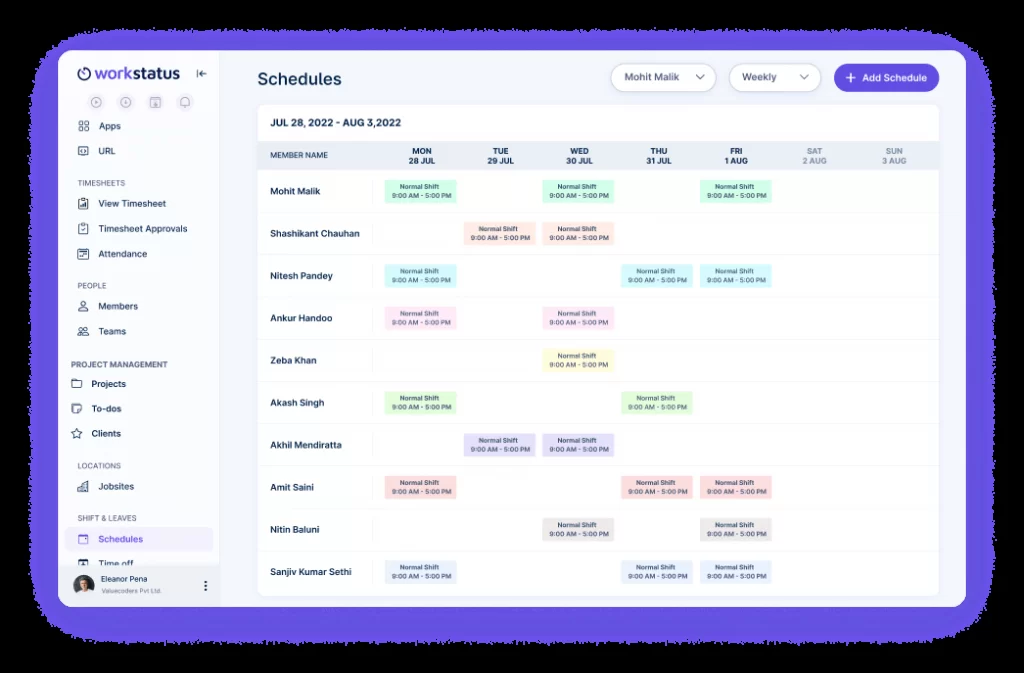 workstatus
Apps
URL
TIMESHEETS
View Timesheet
Timesheet Approvals
Attendance
PEOPLE
Members
Teams
PROJECT MANAGEMENT
Projects
To-dos
Clients
LOCATIONS
Jobsites
SHIFT & LEAVES
Schedules
Time off
Eleanor Pena
Valuecoders Pvt Ltd.
Schedules
Mohit Malik
Weekly
+ Add Schedule
JUL 28, 2022 - AUG 3,2022
MEMBER NAME
MON
28 JUL
TUE
29 JUL
WED
30 JUL
THU
31 JUL
FRI
1 AUG
SAT
2 AUG
SUN
3 AUG
Mohit Malik
Normal Shift
9:00 AM - 5:00 PM
Normal Shift
9:00 AM - 5:00 PM
Normal Shift
9:00 AM - 5:00 PM
Shashikant Chauhan
Normal Shift
9:00 AM - 5:00 PM
Normal Shift
9:00 AM - 5:00 PM
Nitesh Pandey
Normal Shift
9:00 AM - 5:00 PM
Normal Shift
9:00 AM - 5:00 PM
Normal Shift
9:00 AM - 5:00 PM
Ankur Handoo
Normal Shift
9:00 AM - 5:00 PM
Normal Shift
9:00 AM - 5:00 PM
Zeba Khan
Normal Shift
9:00 AM - 5:00 PM
Akash Singh
Normal Shift
9:00 AM - 5:00 PM
Normal Shift
9:00 AM - 5:00 PM
Akhil Mendiratta
Normal Shift
9:00 AM - 5:00 PM
Normal Shift
9:00 AM - 5:00 PM
Amit Saini
Normal Shift
9:00 AM - 5:00 PM
Normal Shift
9:00 AM - 5:00 PM
Normal Shift
9:00 AM - 5:00 PM
Nitin Baluni
Normal Shift
9:00 AM - 5:00 PM
Normal Shift
9:00 AM - 5:00 PM
Sanjiv Kumar Sethi
Normal Shift
9:00 AM - 5:00 PM
Normal Shift
9:00 AM - 5:00 PM
Normal Shift
9:00 AM - 5:00 PM